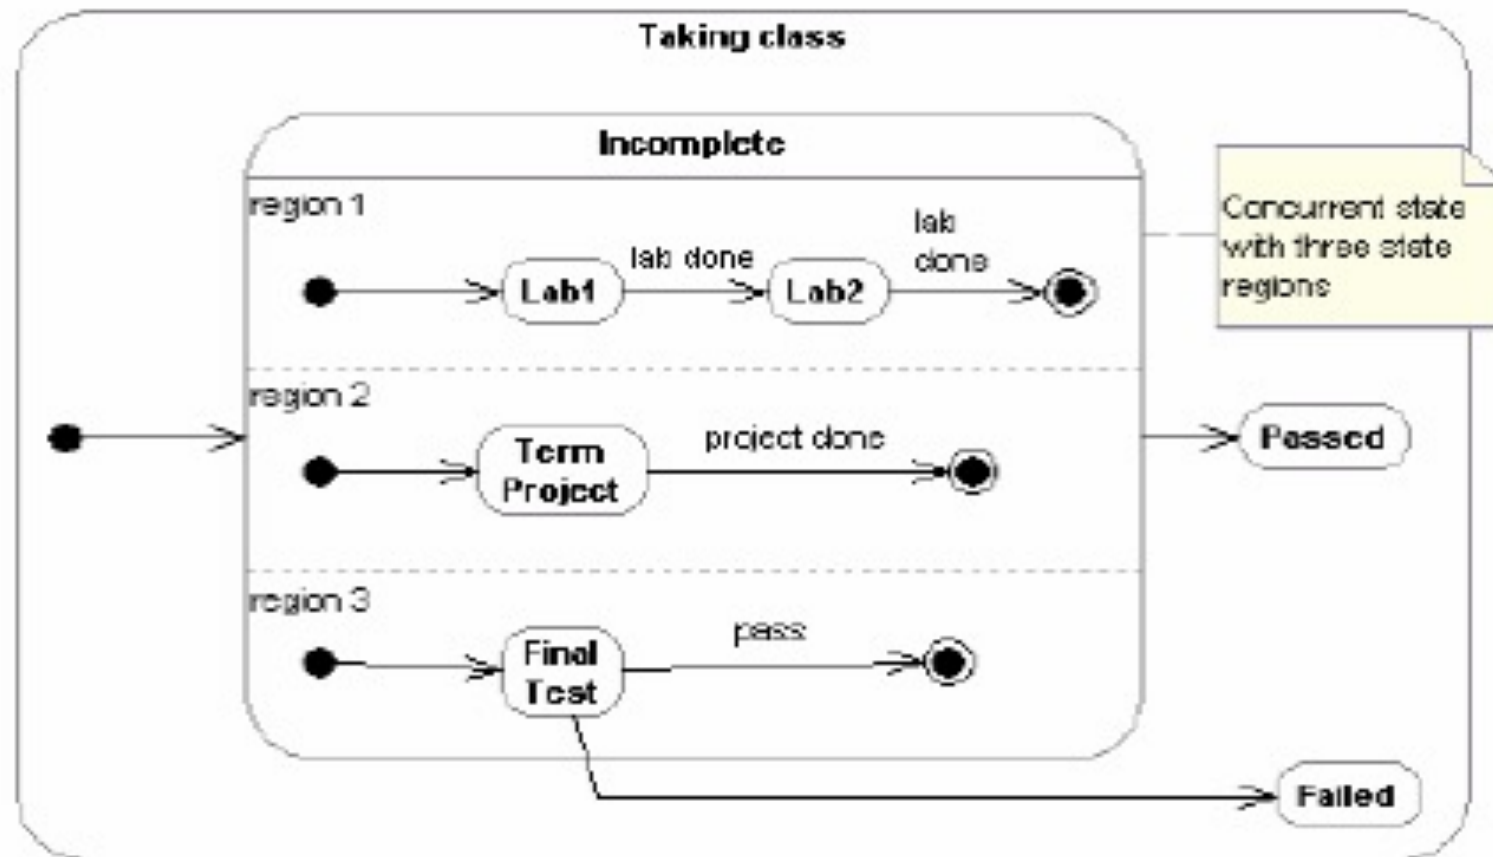 Taking class
Incomplete
region 1
lab done
lab
done
Lab1
Lab2
Concurrent state
with three state
regions
region 2
Term
Project
project done
Passed
region 3
Final
Test
pass
Failed